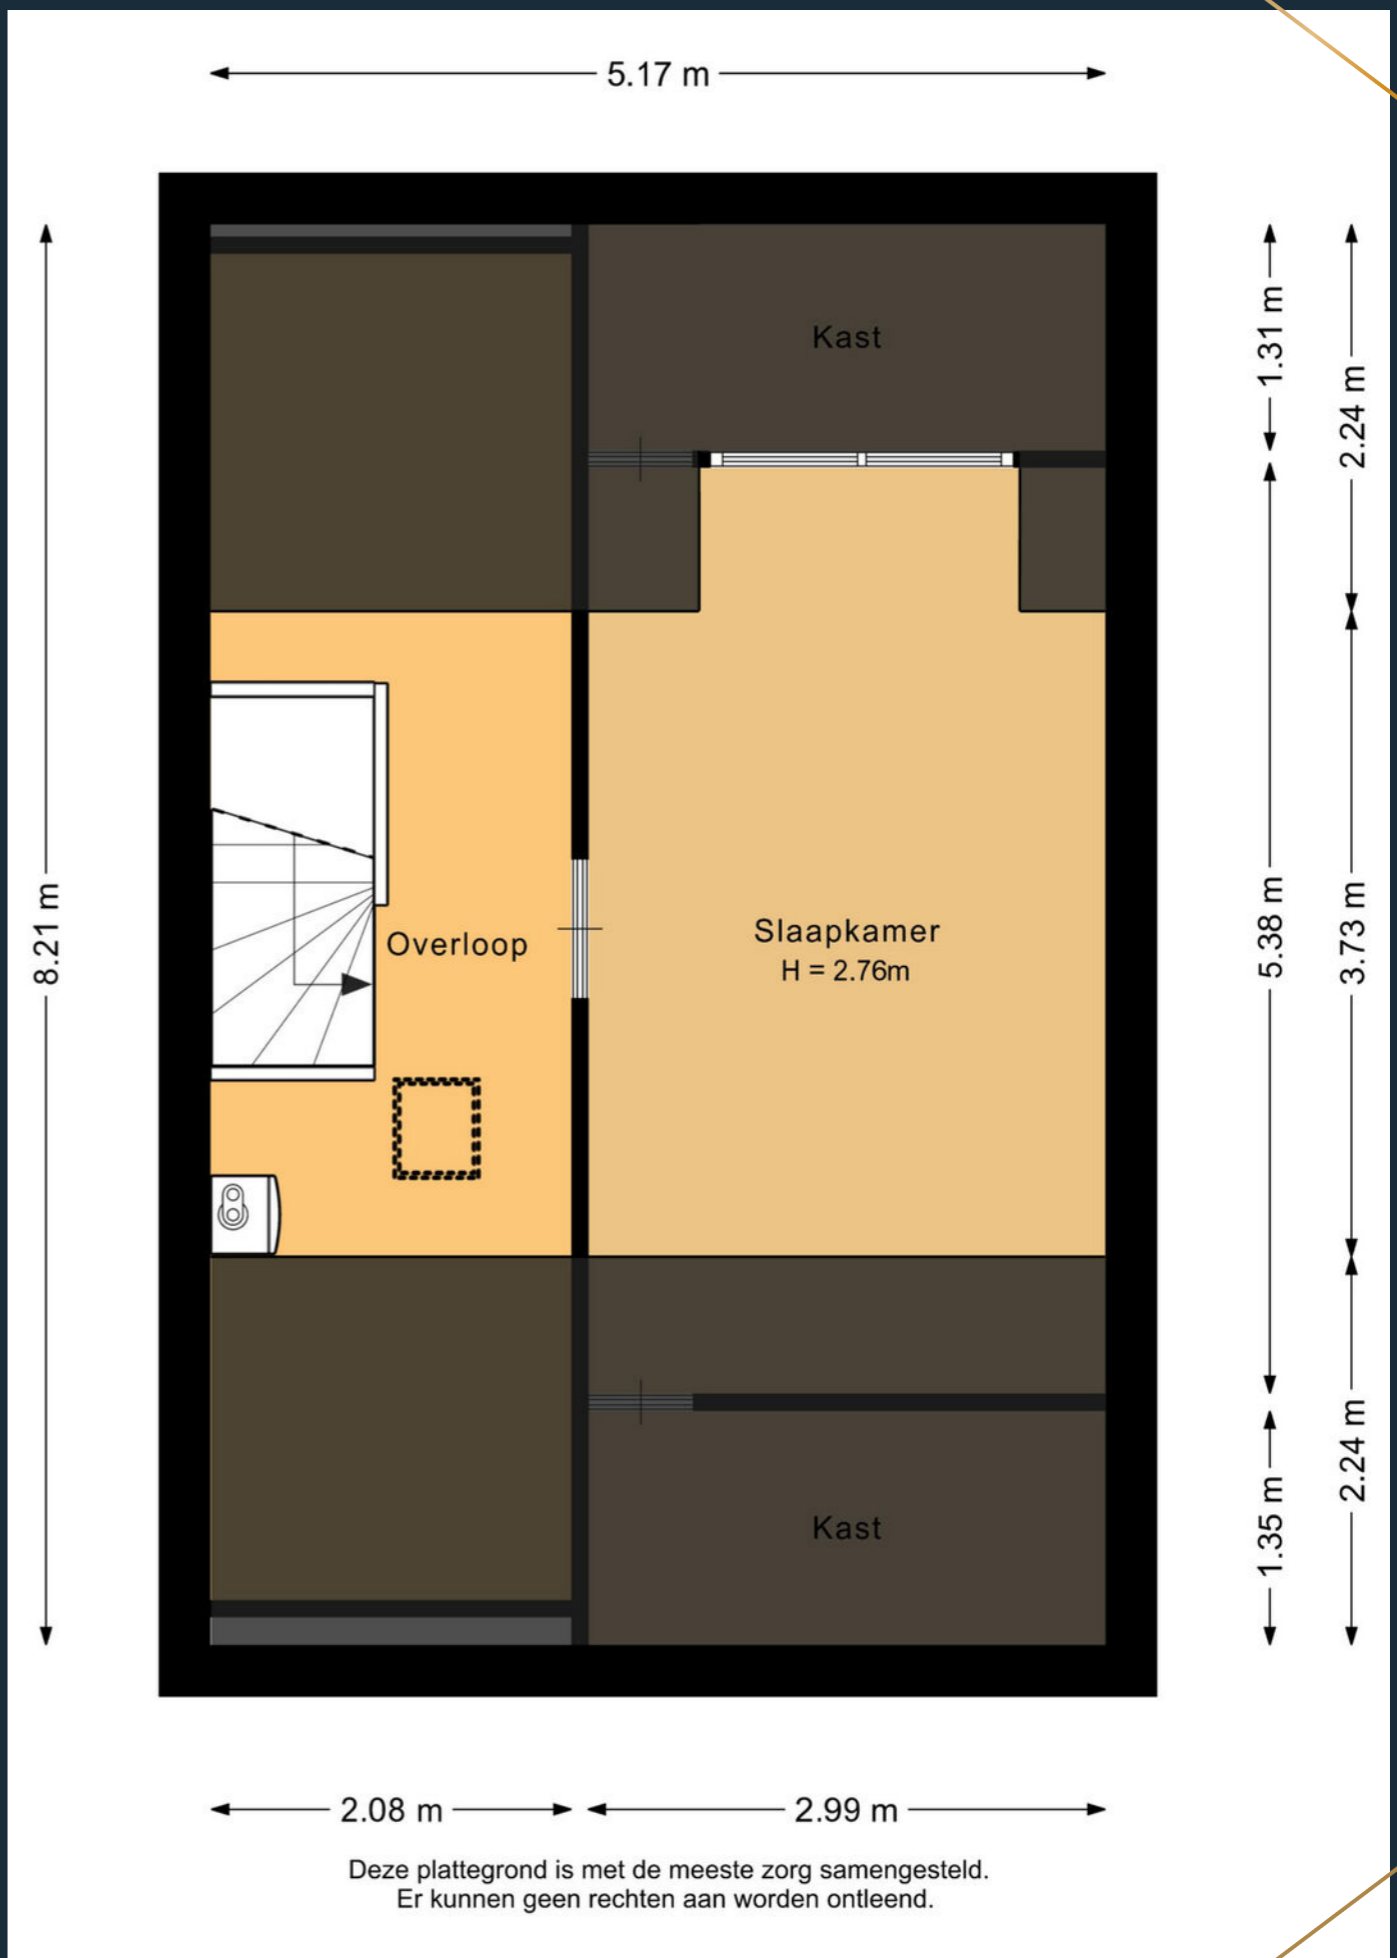 5.17 m
Kast
1.31 m
2.24 m
8.21 m
Overloop
Slaapkamer
H = 2.76m
5.38 m
3.73 m
Kast
1.35 m
2.24 m
2.08 m
2.99 m
Deze plattegrond is met de meeste zorg samengesteld.
Er kunnen geen rechten aan worden ontleend.